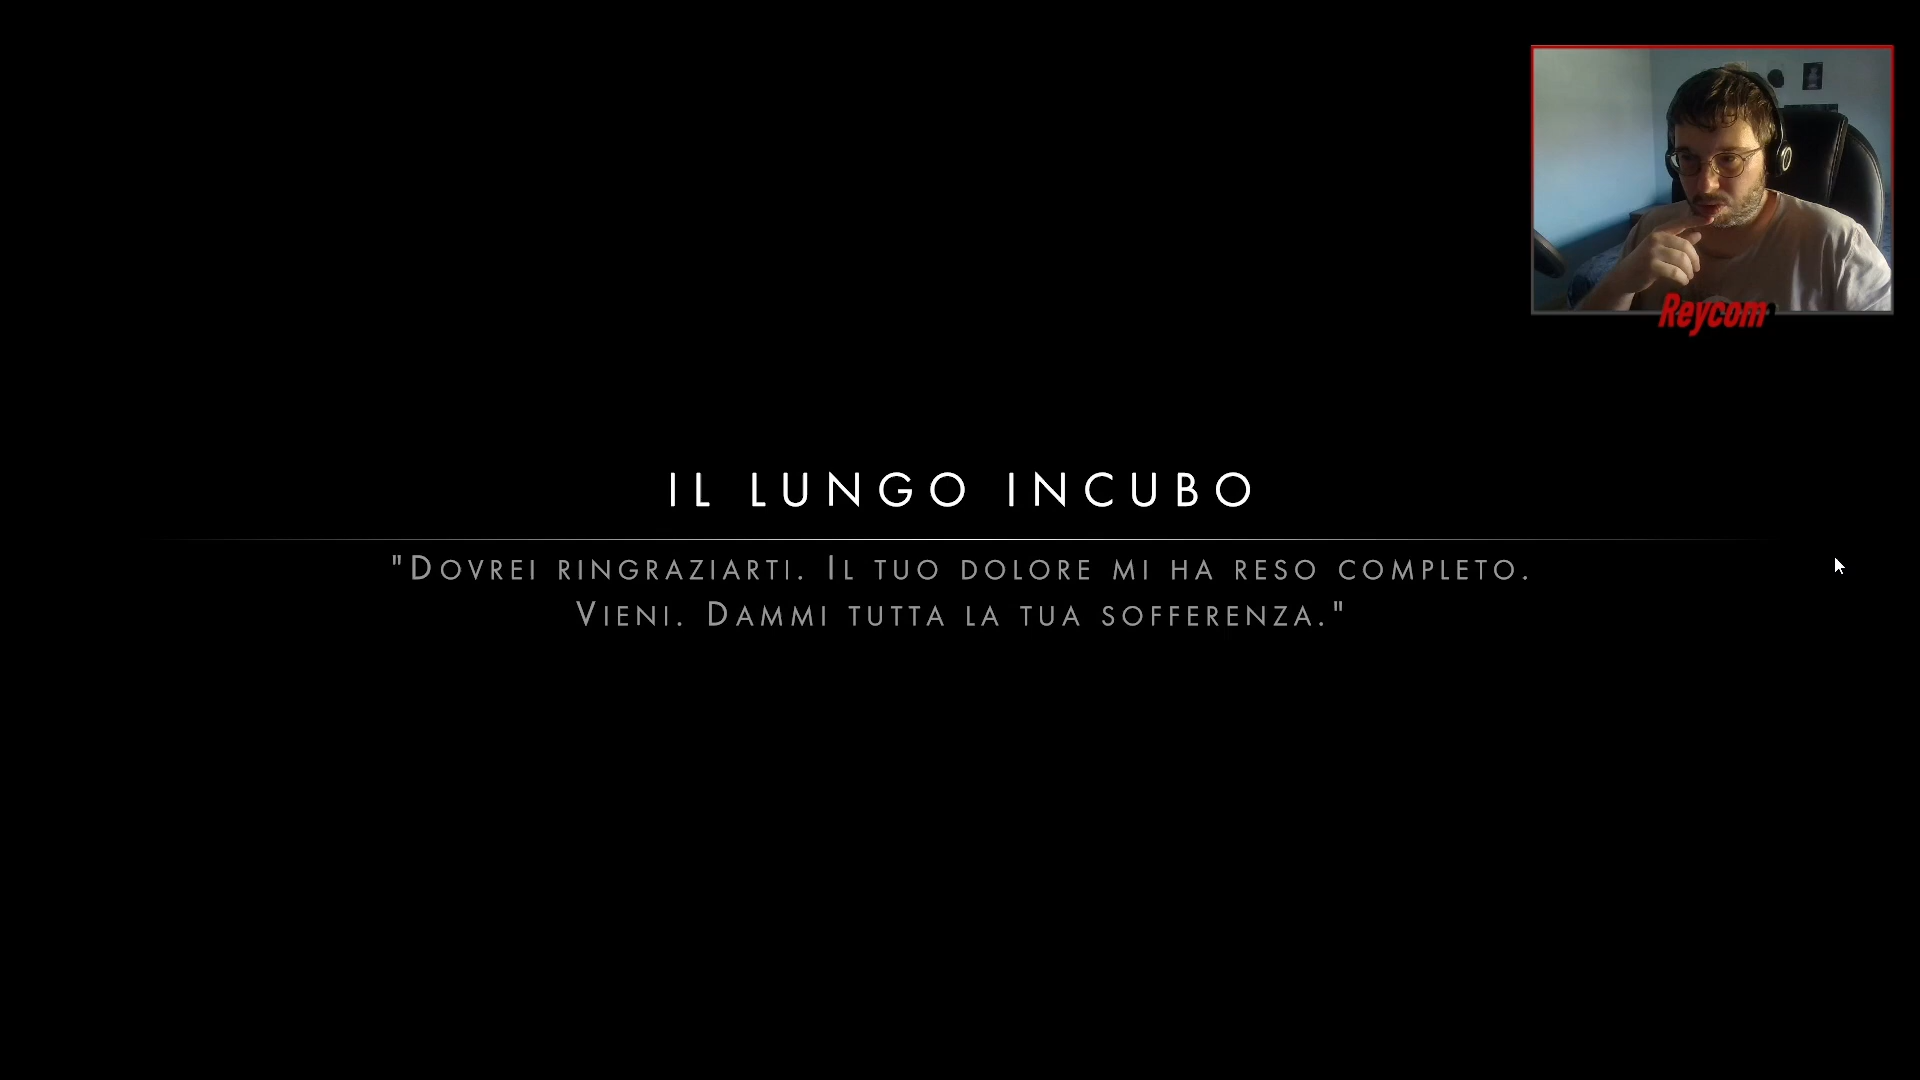 Reycom
IL LUNGO INCUBO
"Dovrei ringraziarti. Il tuo dolore mi ha reso completo.
Vieni. Dammi tutta la tua sofferenza."